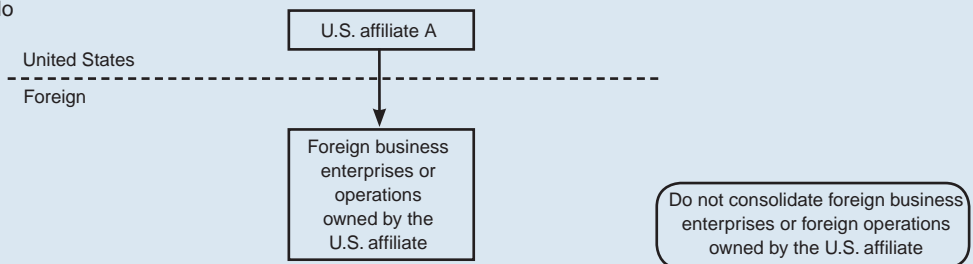 U.S. affiliate A
United States
Foreign
Foreign business
enterprises or
operations
owned by the
U.S. affiliate
Do not consolidate foreign business
enterprises or foreign operations
owned by the U.S. affiliate